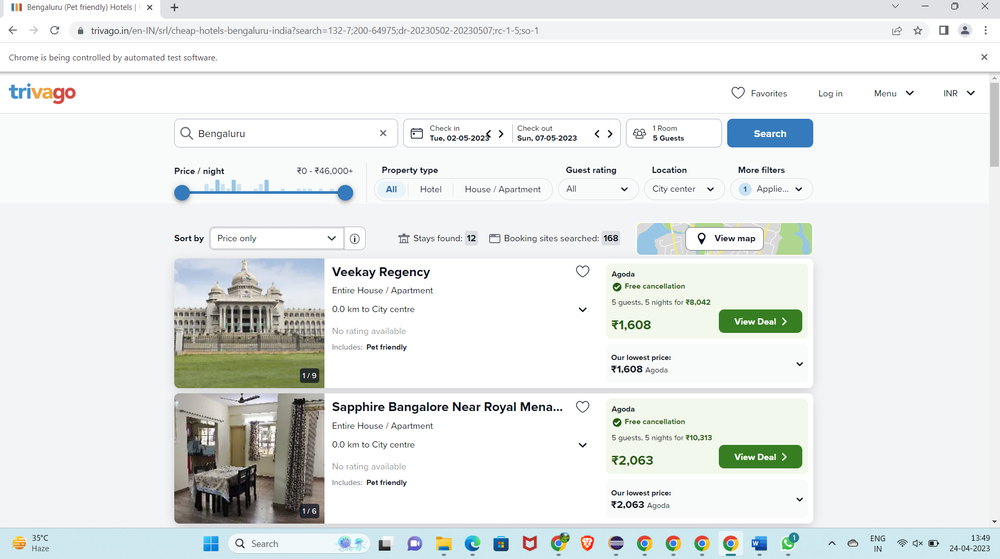 Bengaluru (Pet friendly) Hotels |
trivago.in/en-IN/srl/cheap-hotels-bengaluru-india?search=132-7;200-64975;dr-20230502-20230507;rc-1-5;so-1
Chrome is being controlled by automated test software.
trivago
Favorites
Log in
Menu
INR
Bengaluru
Check in
Tue, 02-05-2023
Check out
Sun, 07-05-2023
1 Room
5 Guests
Search
Price / night
₹0 - ₹46,000+
Property type
All
Hotel
House / Apartment
Guest rating
All
Location
City center
More filters
1 Applie...
Sort by
Price only
Stays found: 12
Booking sites searched: 168
View map
Veekay Regency
Entire House / Apartment
0.0 km to City centre
No rating available
Includes: Pet friendly
1 / 9
Agoda
Free cancellation
5 guests, 5 nights for ₹8,042
₹1,608
View Deal
Our lowest price:
₹1,608 Agoda
Sapphire Bangalore Near Royal Mena...
Entire House / Apartment
0.0 km to City centre
No rating available
Includes: Pet friendly
1 / 6
Agoda
Free cancellation
5 guests, 5 nights for ₹10,313
₹2,063
View Deal
Our lowest price:
₹2,063 Agoda
35°C
Haze
Search
W
1
ENG
IN
13:49
24-04-2023